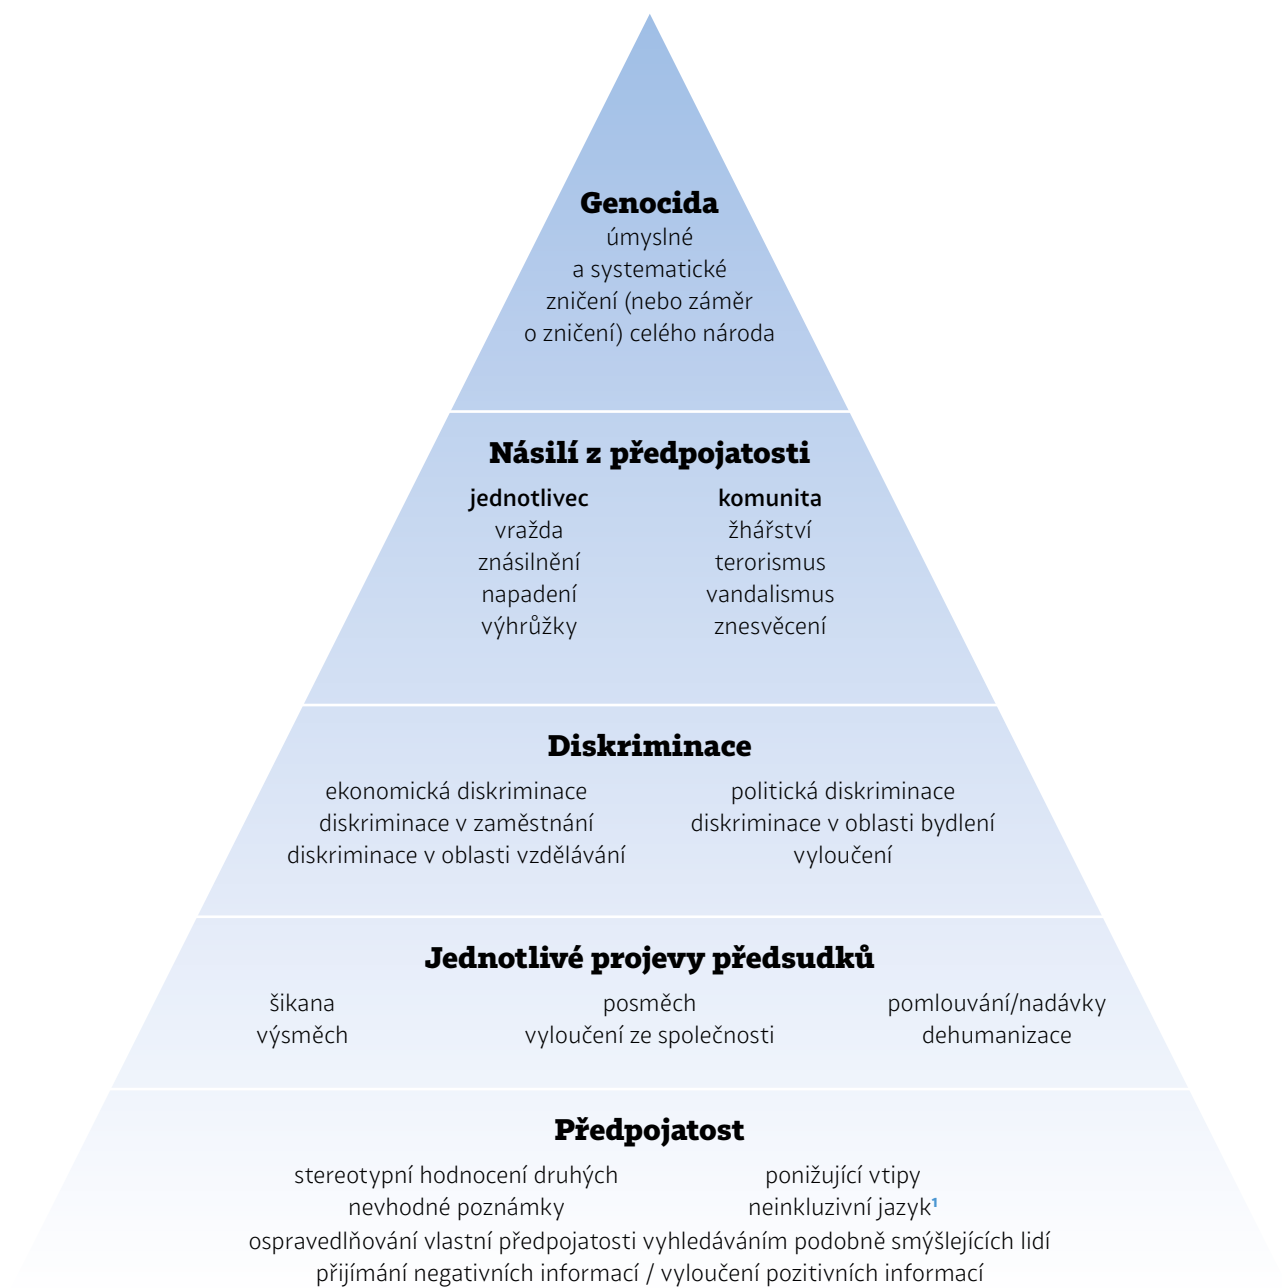 Genocida
úmyslné
a systematické
zničení (nebo záměr
o zničení) celého národa
Násilí z předpojatosti
jednotlivec
vražda
znásilnění
napadení
výhrůžky
komunita
žhářství
terorismus
vandalismus
znesvěcení
Diskriminace
ekonomická diskriminace
diskriminace v zaměstnání
diskriminace v oblasti vzdělávání
politická diskriminace
diskriminace v oblasti bydlení
vyloučení
Jednotlivé projevy předsudků
šikana
výsměch
posměch
vyloučení ze společnosti
pomlouvání/nadávky
dehumanizace
Předpojatost
stereotypní hodnocení druhých
nevhodné poznámky
ponižující vtipy
neinkluzivní jazyk¹
ospravedlňování vlastní předpojatosti vyhledáváním podobně smýšlejících lidí
přijímání negativních informací / vyloučení pozitivních informací